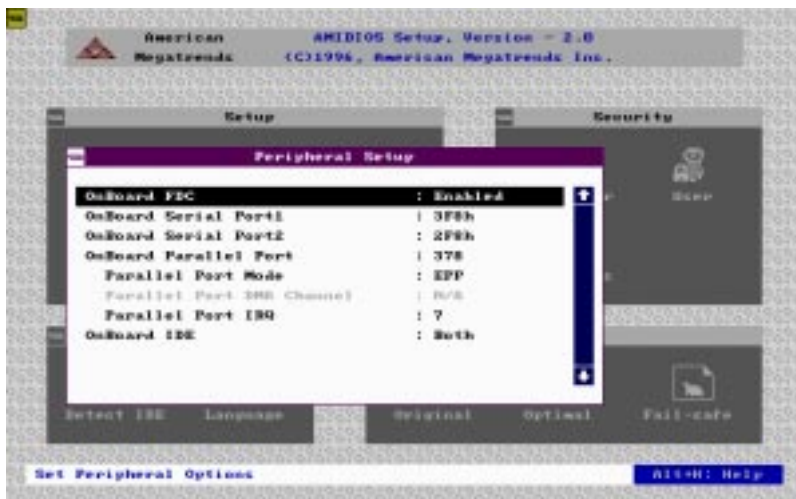 American
Megatrends
AMIBIOS Setup, Version - 2.0
(C)1996, American Megatrends Inc.
Setup
Security
Peripheral Setup
OnBoard FDC : Enabled
OnBoard Serial Port1 : 3F8h
OnBoard Serial Port2 : 2F8h
OnBoard Parallel Port : 378
Parallel Port Mode : EPP
Parallel Port DMA Channel : N/A
Parallel Port IRQ : 7
OnBoard IDE : Both
User
Detect IDE
Language
Original
Optimal
Fail-safe
Set Peripheral Options
Alt+H: Help